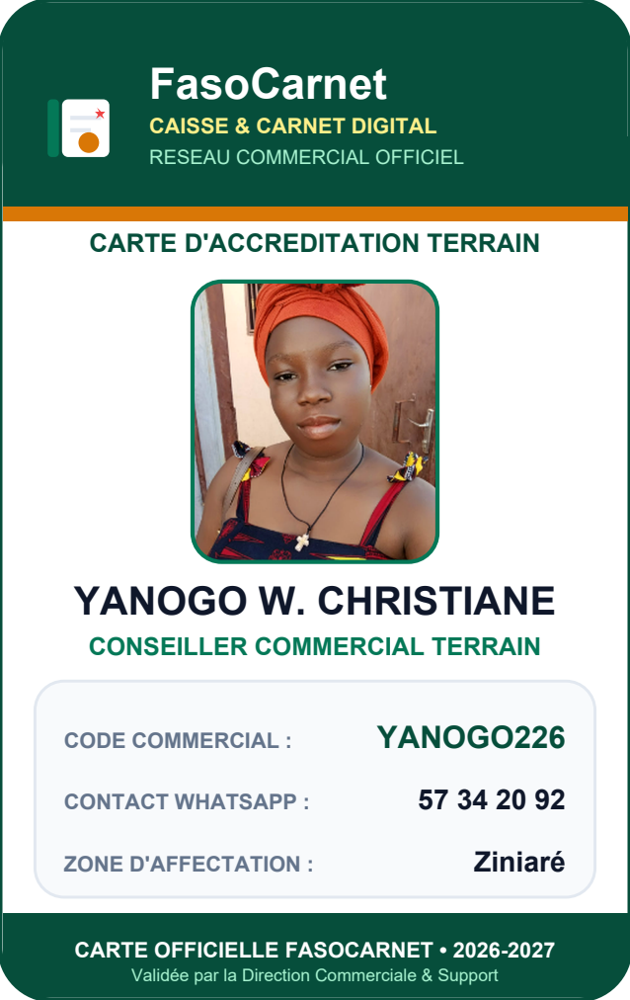 FasoCarnet
CAISSE & CARNET DIGITAL
RESEAU COMMERCIAL OFFICIEL
CARTE D'ACCREDITATION TERRAIN
YANOGO W. CHRISTIANE
CONSEILLER COMMERCIAL TERRAIN
CODE COMMERCIAL : YANOGO226
CONTACT WHATSAPP : 57 34 20 92
ZONE D'AFFECTATION : Ziniaré
CARTE OFFICIELLE FASOCARNET • 2026-2027
Validée par la Direction Commerciale & Support